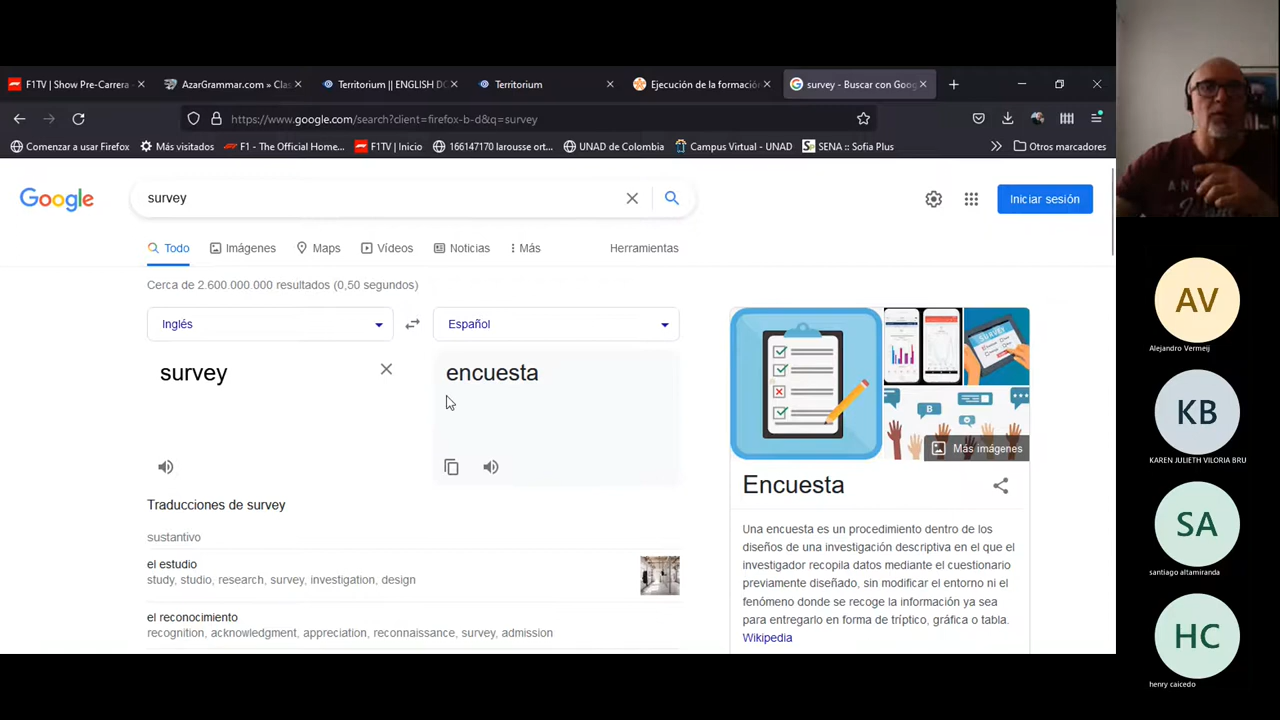 F1TV | Show Pre-Carrera
AzarGrammar.com » Clas
Territorium || ENGLISH DO
Territorium
Ejecución de la formación
survey - Buscar con Goog
https://www.google.com/search?client=firefox-b-d&q=survey
Comenzar a usar Firefox
Más visitados
F1 - The Official Home...
F1TV | Inicio
166147170 larousse ort...
UNAD de Colombia
Campus Virtual - UNAD
SENA :: Sofia Plus
Otros marcadores
Google
survey
Iniciar sesión
Todo
Imágenes
Maps
Vídeos
Noticias
Más
Herramientas
Cerca de 2.600.000.000 resultados (0,50 segundos)
Inglés
Español
survey
encuesta
Traducciones de survey
sustantivo
el estudio
study, studio, research, survey, investigation, design
el reconocimiento
recognition, acknowledgment, appreciation, reconnaissance, survey, admission
SURVEY
B
Más imágenes
Encuesta
Una encuesta es un procedimiento dentro de los
diseños de una investigación descriptiva en el que el
investigador recopila datos mediante el cuestionario
previamente diseñado, sin modificar el entorno ni el
fenómeno donde se recoge la información ya sea
para entregarlo en forma de tríptico, gráfica o tabla.
Wikipedia
AV
Alejandro Vermeij
KB
KAREN JULIETH VILORIA BRU
SA
santiago altamiranda
HC
henry caicedo